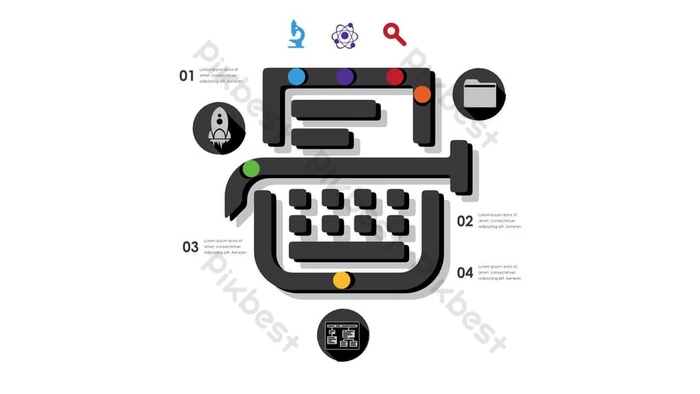 01
Lorem ipsum dolor sit
amet, consectetuer
adipiscing elit. Aenean
02
Lorem ipsum dolor sit
amet, consectetuer
adipiscing elit. Aenean
03
Lorem ipsum dolor sit
amet, consectetuer
adipiscing elit. Aenean
04
Lorem ipsum dolor sit
amet, consectetuer
adipiscing elit. Aenean
Pikbest
Pikbest
Pikbest
Pikbest
Pikbest